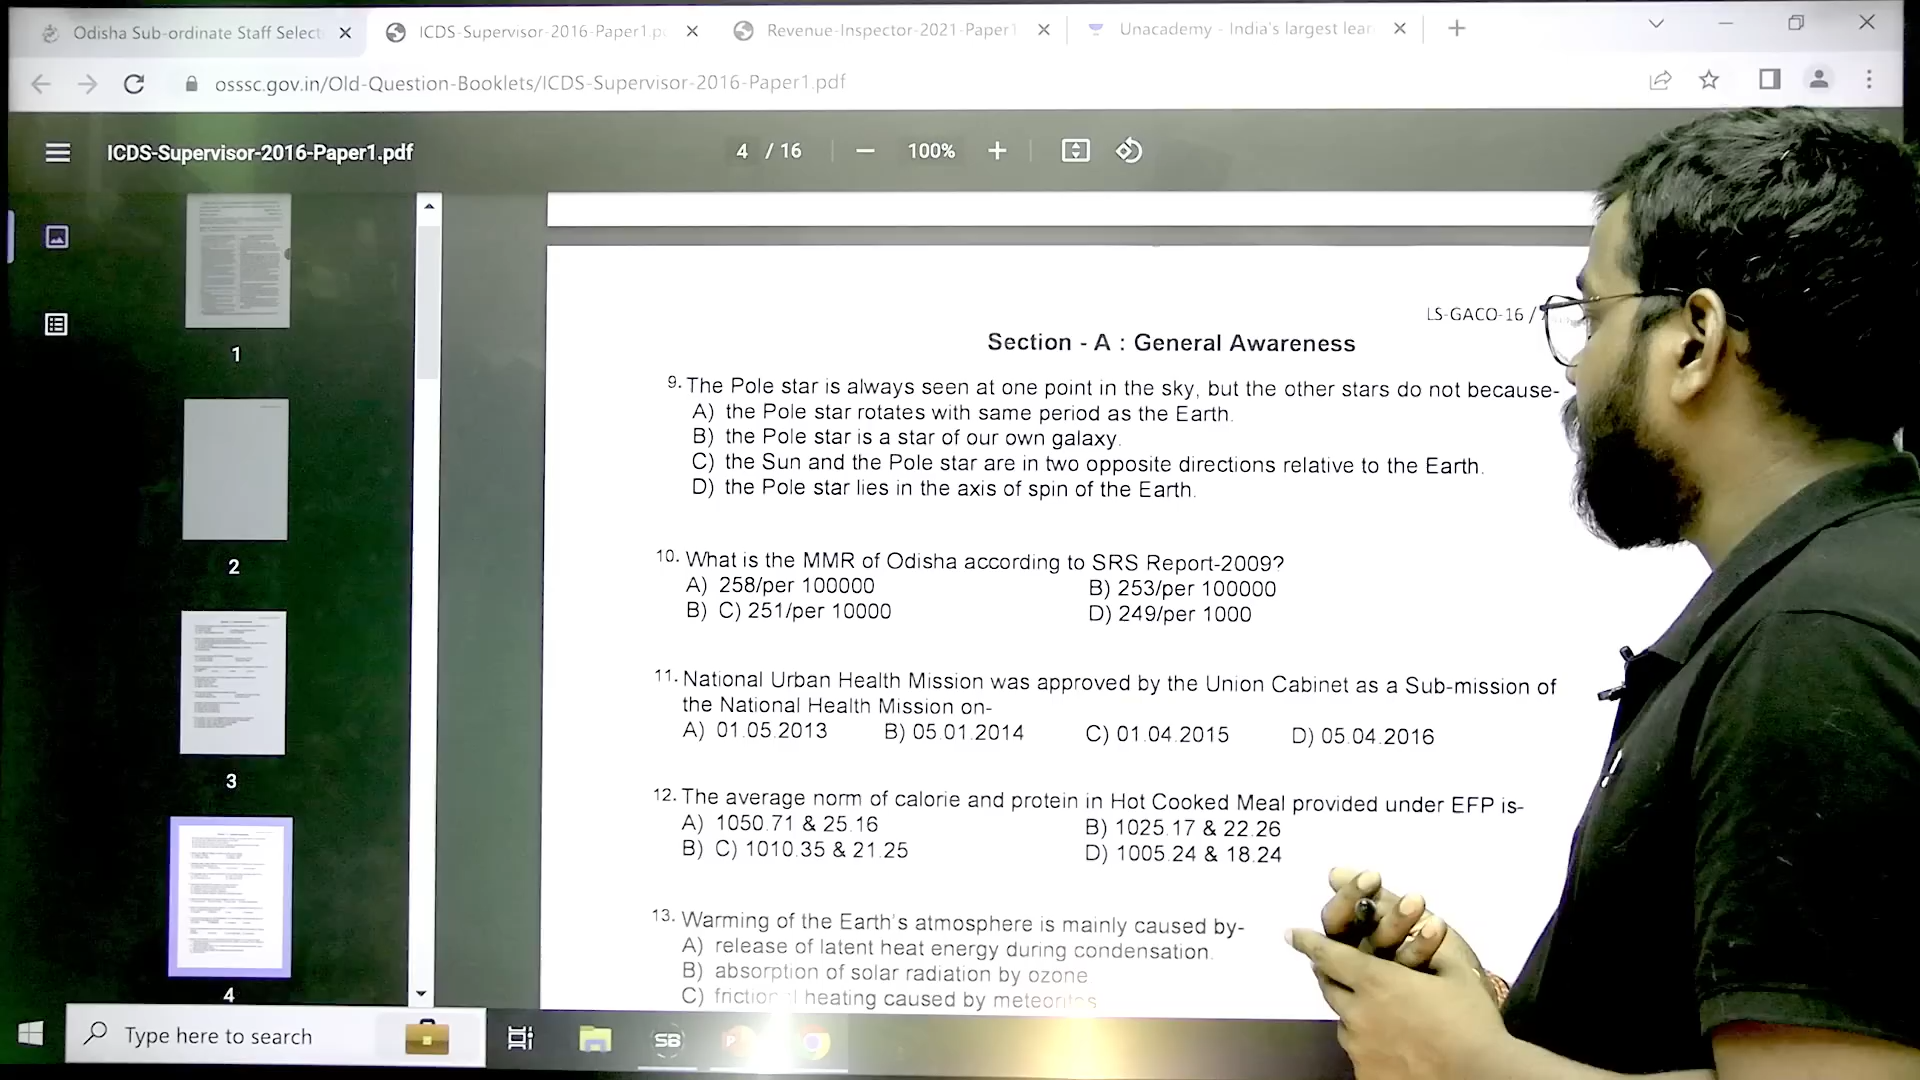 Odisha Sub-ordinate Staff Select
ICDS-Supervisor-2016-Paper1.p
Revenue-Inspector-2021-Paper1
Unacademy - India's largest lear
osssc.gov.in/Old-Question-Booklets/ICDS-Supervisor-2016-Paper1.pdf
ICDS-Supervisor-2016-Paper1.pdf
4 / 16
100%
1
2
3
4
LS-GACO-16 /
Section - A : General Awareness
9. The Pole star is always seen at one point in the sky, but the other stars do not because-
A) the Pole star rotates with same period as the Earth.
B) the Pole star is a star of our own galaxy.
C) the Sun and the Pole star are in two opposite directions relative to the Earth.
D) the Pole star lies in the axis of spin of the Earth.
10. What is the MMR of Odisha according to SRS Report-2009?
A) 258/per 100000 B) 253/per 100000
B) C) 251/per 10000 D) 249/per 1000
11. National Urban Health Mission was approved by the Union Cabinet as a Sub-mission of
the National Health Mission on-
A) 01.05.2013 B) 05.01.2014 C) 01.04.2015 D) 05.04.2016
12. The average norm of calorie and protein in Hot Cooked Meal provided under EFP is-
A) 1050.71 & 25.16 B) 1025.17 & 22.26
B) C) 1010.35 & 21.25 D) 1005.24 & 18.24
13. Warming of the Earth's atmosphere is mainly caused by-
A) release of latent heat energy during condensation.
B) absorption of solar radiation by ozone
C) frictional heating caused by meteorites
Type here to search
SB